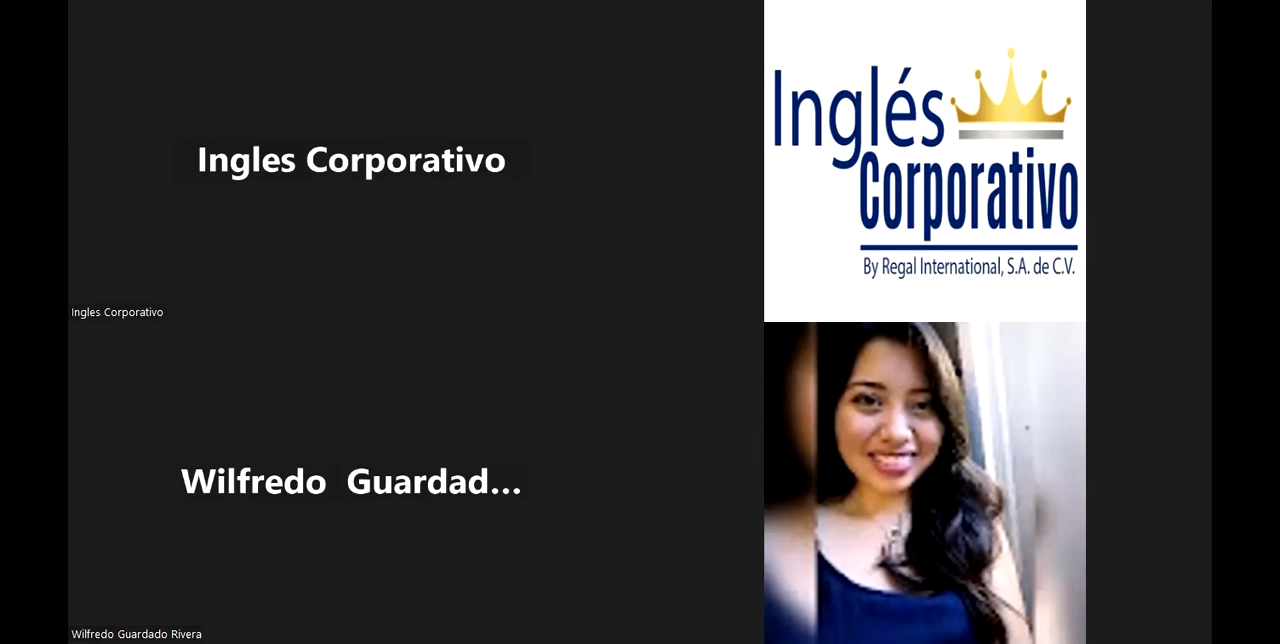 Ingles Corporativo
Inglés
Corporativo
By Regal International, S.A. de C.V.
Ingles Corporativo
Wilfredo  Guardad...
Wilfredo Guardado Rivera